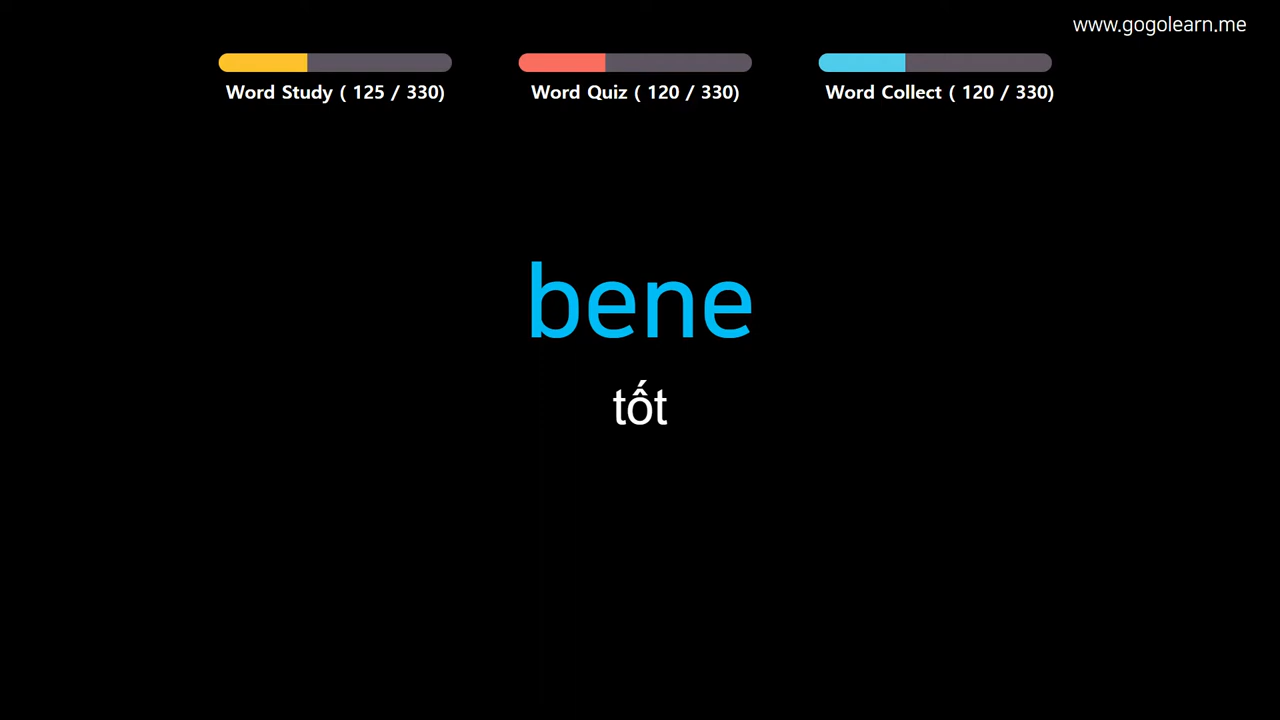 www.gogolearn.me
Word Study ( 125 / 330)
Word Quiz ( 120 / 330)
Word Collect ( 120 / 330)
bene
tốt